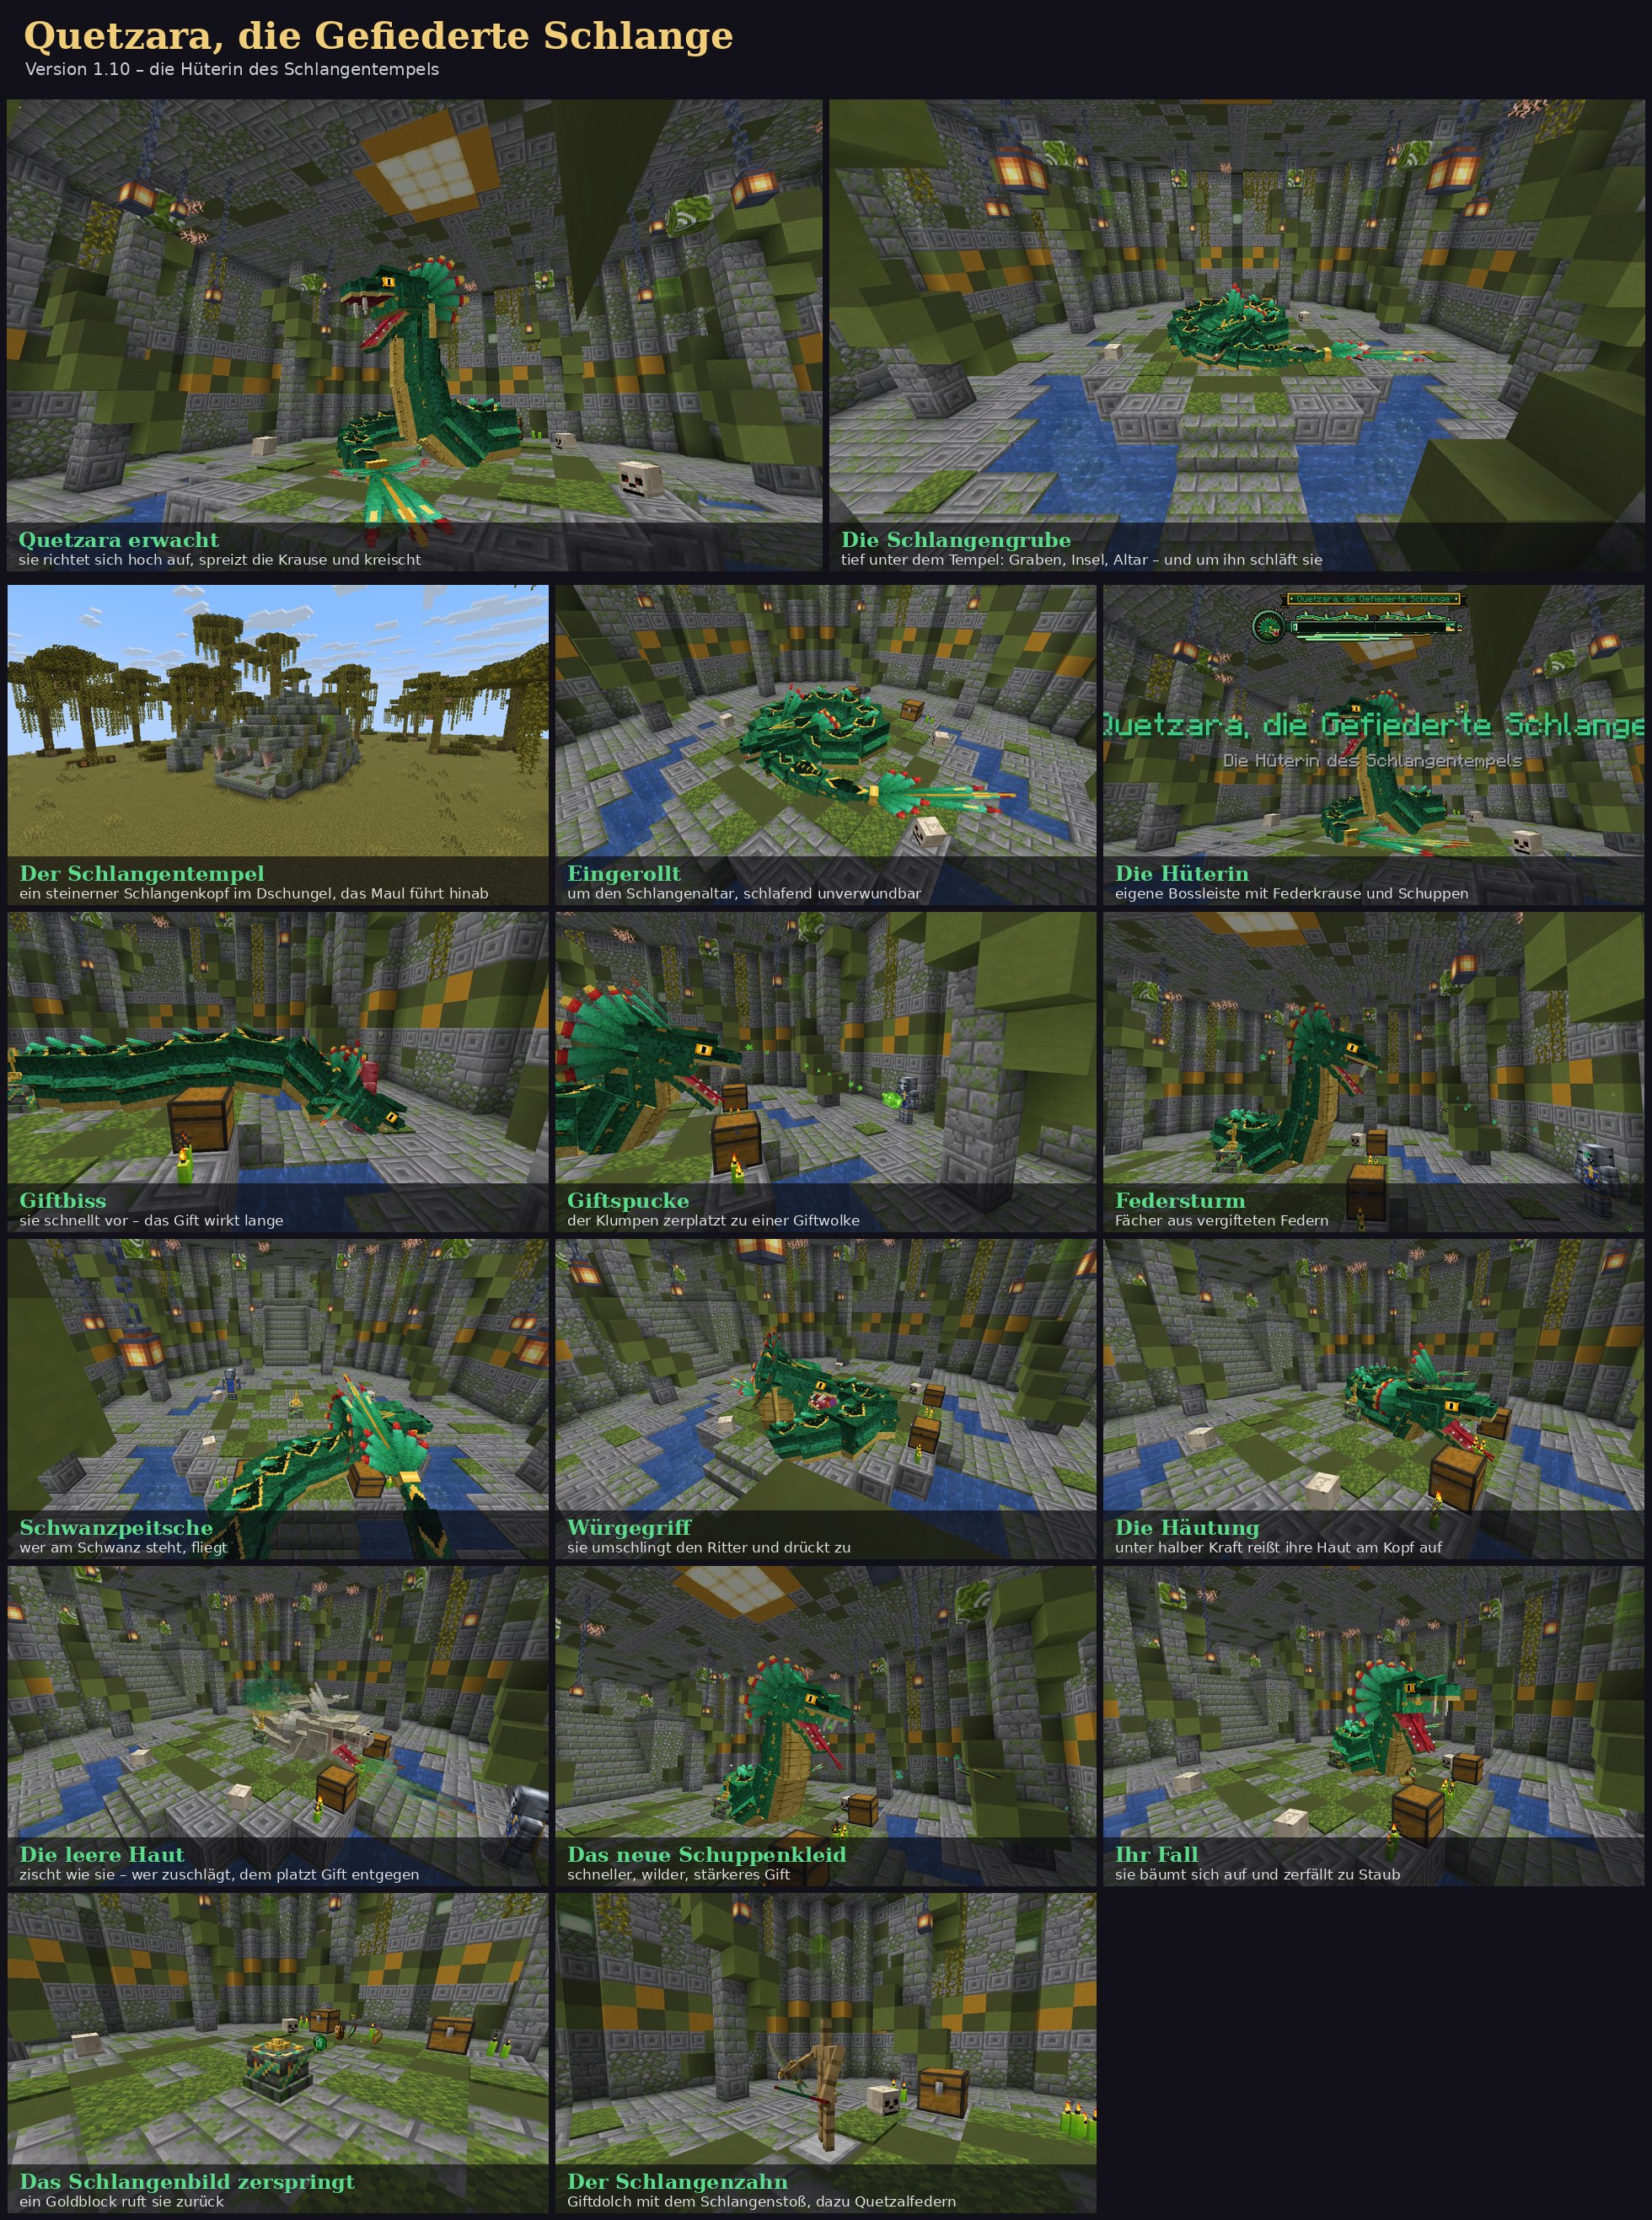 Quetzara, die Gefiederte Schlange
Version 1.10 – die Hüterin des Schlangentempels
Quetzara erwacht
sie richtet sich hoch auf, spreizt die Krause und kreischt
Die Schlangengrube
tief unter dem Tempel: Graben, Insel, Altar – und um ihn schläft sie
Der Schlangentempel
ein steinerner Schlangenkopf im Dschungel, das Maul führt hinab
Eingerollt
um den Schlangenaltar, schlafend unverwundbar
Quetzara, die Gefiederte Schlange
Quetzara, die Gefiederte Schlange
Die Hüterin des Schlangentempels
Die Hüterin
eigene Bossleiste mit Federkrause und Schuppen
Giftbiss
sie schnellt vor – das Gift wirkt lange
Giftspucke
der Klumpen zerplatzt zu einer Giftwolke
Federsturm
Fächer aus vergifteten Federn
Schwanzpeitsche
wer am Schwanz steht, fliegt
Würgegriff
sie umschlingt den Ritter und drückt zu
Die Häutung
unter halber Kraft reißt ihre Haut am Kopf auf
Die leere Haut
zischt wie sie – wer zuschlägt, dem platzt Gift entgegen
Das neue Schuppenkleid
schneller, wilder, stärkeres Gift
Ihr Fall
sie bäumt sich auf und zerfällt zu Staub
Das Schlangenbild zerspringt
ein Goldblock ruft sie zurück
Der Schlangenzahn
Giftdolch mit dem Schlangenstoß, dazu Quetzalfedern